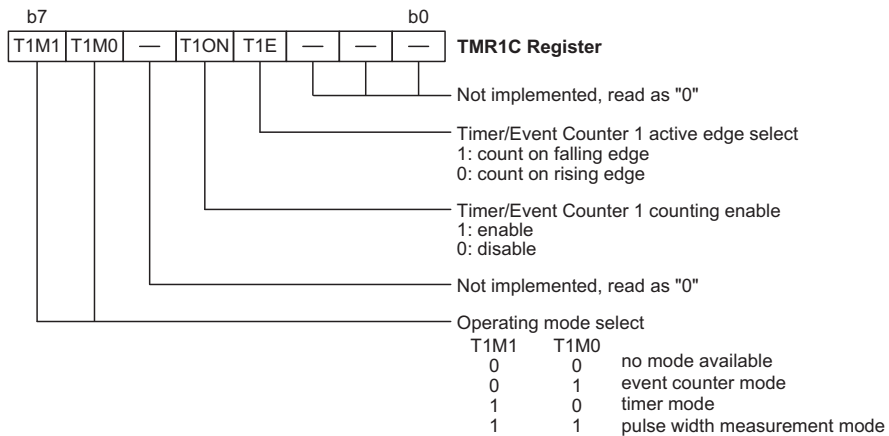 b7 b0
T1M1 T1M0 — T1ON T1E — — — TMR1C Register
Not implemented, read as "0"
Timer/Event Counter 1 active edge select
1: count on falling edge
0: count on rising edge
Timer/Event Counter 1 counting enable
1: enable
0: disable
Not implemented, read as "0"
Operating mode select
T1M1 T1M0
0 0 no mode available
0 1 event counter mode
1 0 timer mode
1 1 pulse width measurement mode